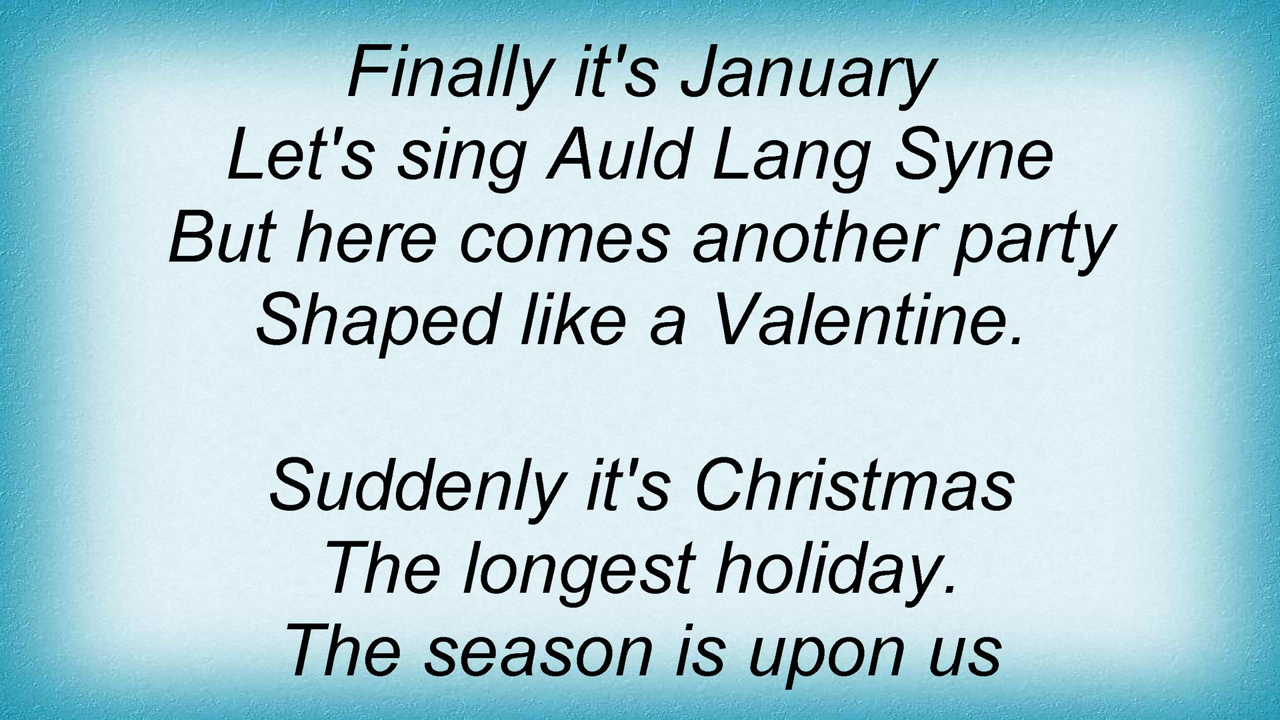 Finally it's January
Let's sing Auld Lang Syne
But here comes another party
Shaped like a Valentine.
Suddenly it's Christmas
The longest holiday.
The season is upon us